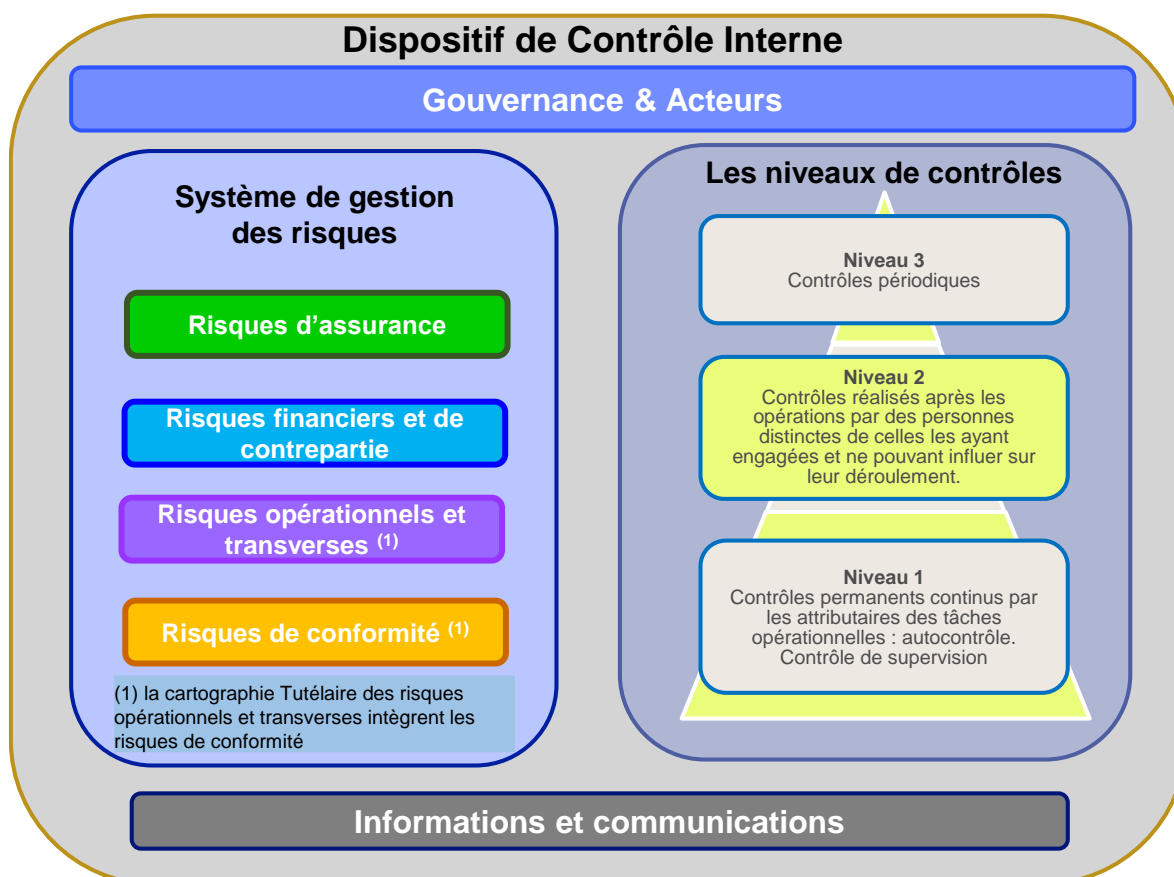 Dispositif de Contrôle Interne
Gouvernance & Acteurs
Système de gestion
des risques
Risques d'assurance
Risques financiers et de
contrepartie
Risques opérationnels et
transverses (1)
Risques de conformité (1)
(1) la cartographie Tutélaire des risques
opérationnels et transverses intègrent les
risques de conformité
Les niveaux de contrôles
Niveau 3
Contrôles périodiques
Niveau 2
Contrôles réalisés après les
opérations par des personnes
distinctes de celles les ayant
engagées et ne pouvant influer sur
leur déroulement.
Niveau 1
Contrôles permanents continus par
les attributaires des tâches
opérationnelles : autocontrôle.
Contrôle de supervision
Informations et communications